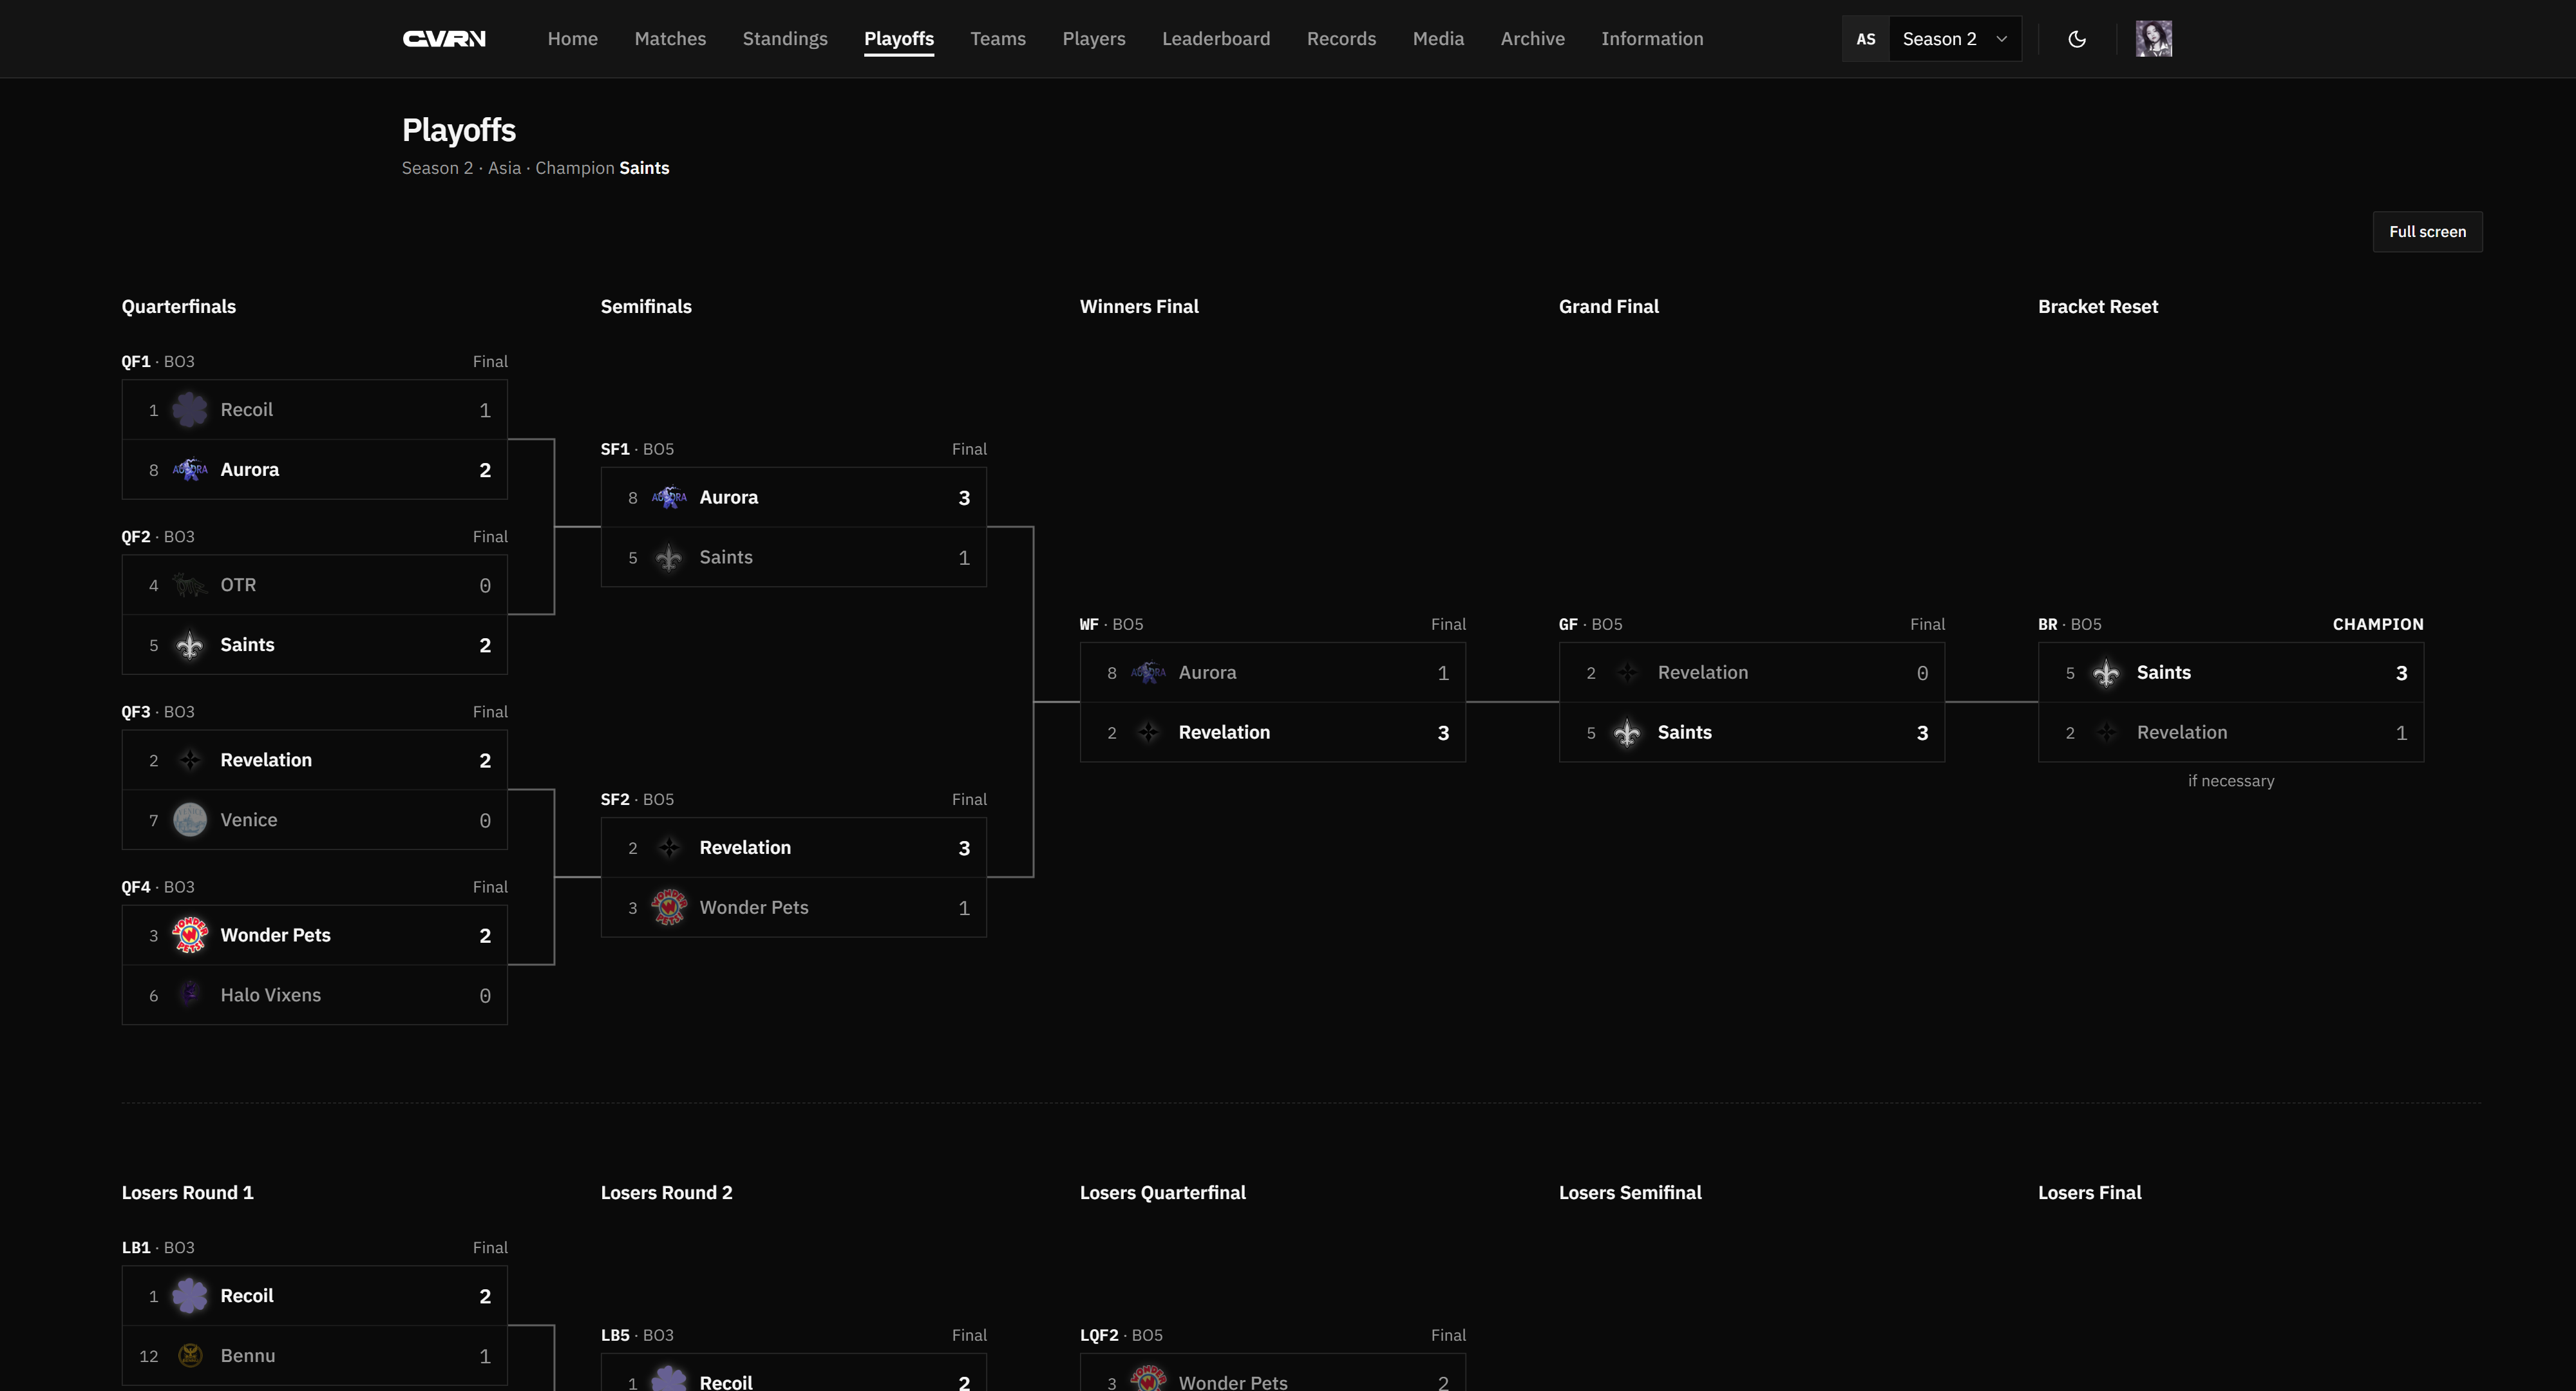 CVRN Home Matches Standings Playoffs Teams Players Leaderboard Records Media Archive Information AS Season 2
Playoffs
Season 2 · Asia · Champion Saints
Full screen
Quarterfinals Semifinals Winners Final Grand Final Bracket Reset
QF1 · BO3 Final
1 Recoil 1
8 AURORA Aurora 2
QF2 · BO3 Final
4 OTR 0
5 Saints 2
QF3 · BO3 Final
2 Revelation 2
7 Venice 0
QF4 · BO3 Final
3 WONDER PETS! Wonder Pets 2
6 Halo Vixens 0
SF1 · BO5 Final
8 AURORA Aurora 3
5 Saints 1
SF2 · BO5 Final
2 Revelation 3
3 WONDER PETS! Wonder Pets 1
WF · BO5 Final
8 AURORA Aurora 1
2 Revelation 3
GF · BO5 Final
2 Revelation 0
5 Saints 3
BR · BO5 CHAMPION
5 Saints 3
2 Revelation 1
if necessary
Losers Round 1 Losers Round 2 Losers Quarterfinal Losers Semifinal Losers Final
LB1 · BO3 Final
1 Recoil 2
12 Bennu 1
LB5 · BO3 Final
1 Recoil 2
LQF2 · BO5 Final
3 Wonder Pets 2